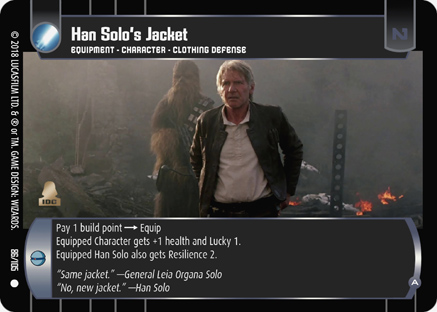 Han Solo's Jacket
EQUIPMENT - CHARACTER - CLOTHING DEFENSE
N
© 2018 LUCASFILM LTD. & ® or TM. GAME DESIGN: WIZARDS.
IDC
Pay 1 build point → Equip
Equipped Character gets +1 health and Lucky 1.
Equipped Han Solo also gets Resilience 2.
"Same jacket." —General Leia Organa Solo
"No, new jacket." —Han Solo
A